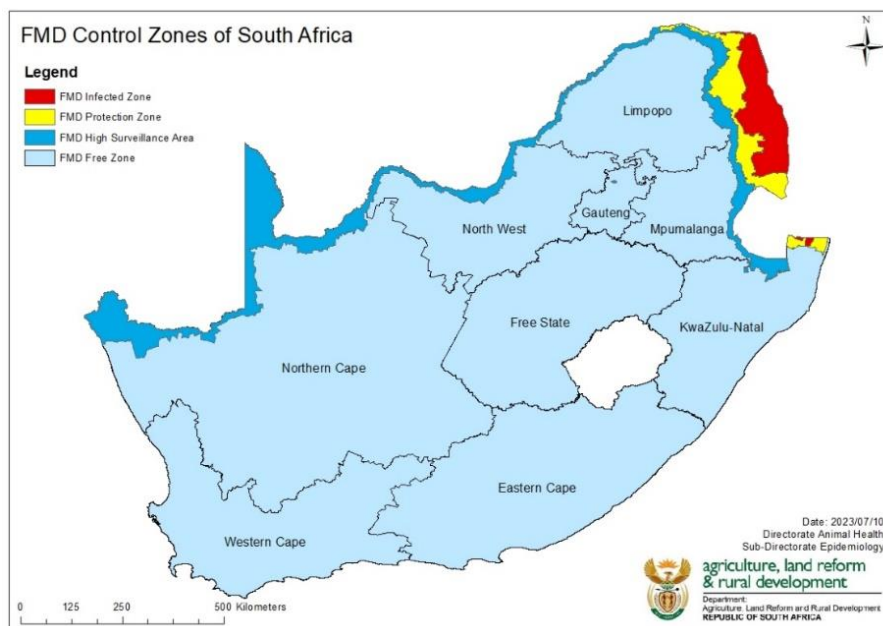 FMD Control Zones of South Africa
N
Legend
FMD Infected Zone
FMD Protection Zone
FMD High Surveillance Area
FMD Free Zone
Limpopo
Gauteng
North West
Mpumalanga
Free State
KwaZulu-Natal
Northern Cape
Eastern Cape
Western Cape
Date: 2023/07/10
Directorate Animal Health
Sub-Directorate Epidemiology
agriculture, land reform
& rural development
Department:
Agriculture, Land Reform and Rural Development
REPUBLIC OF SOUTH AFRICA
0 125 250 500 Kilometers